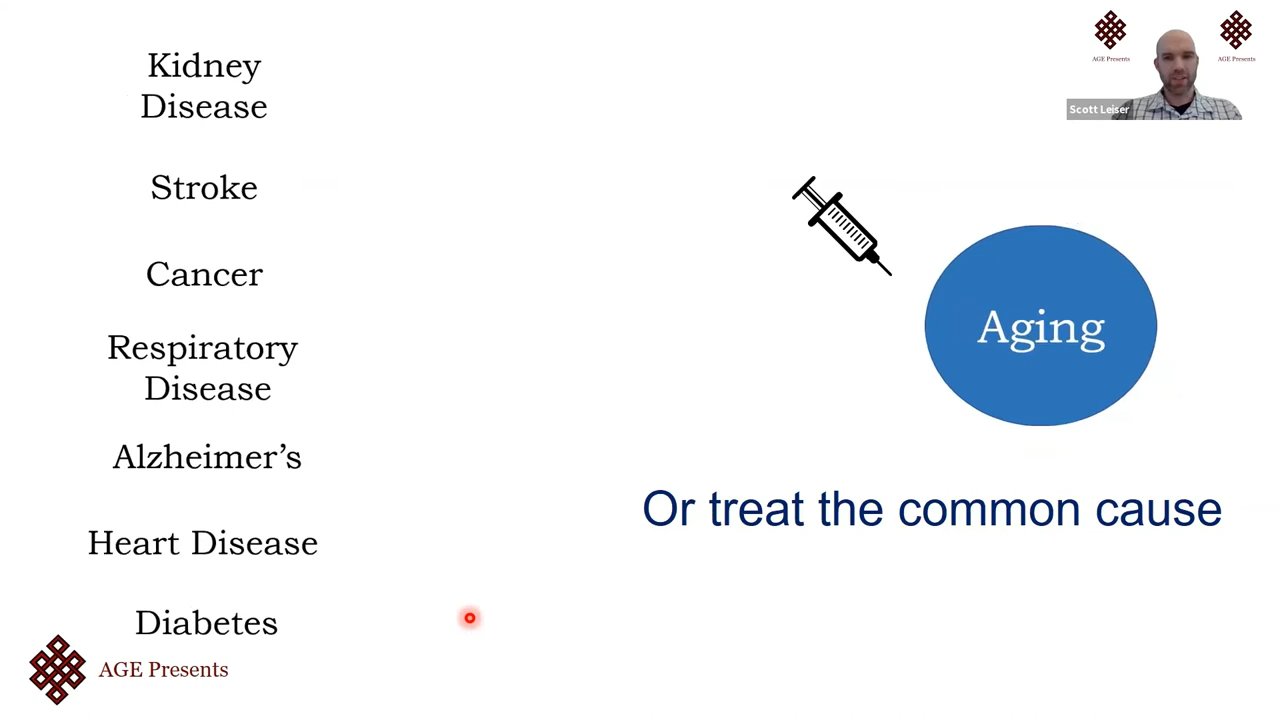 Kidney
Disease
Stroke
Cancer
Respiratory
Disease
Alzheimer’s
Heart Disease
Diabetes
AGE Presents
AGE Presents
AGE Presents
Scott Leiser
Aging
Or treat the common cause